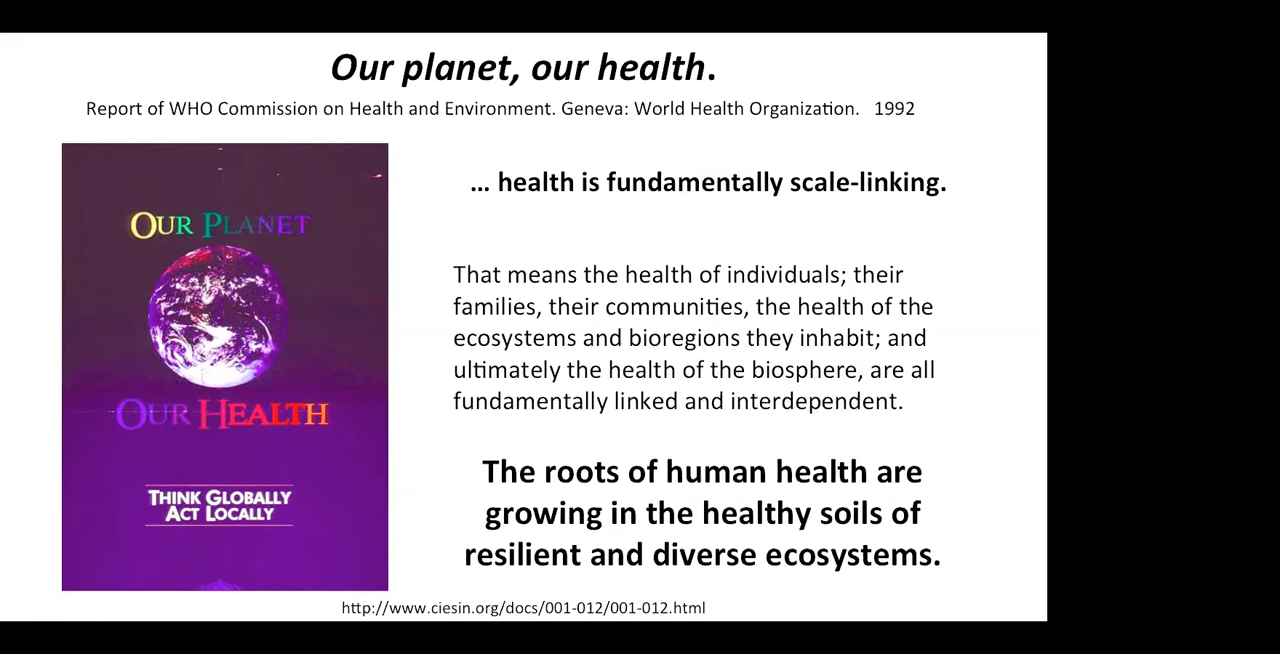 Our planet, our health.
Report of WHO Commission on Health and Environment. Geneva: World Health Organization. 1992
OUR PLANET
OUR HEALTH
THINK GLOBALLY
ACT LOCALLY
... health is fundamentally scale-linking.
That means the health of individuals; their
families, their communities, the health of the
ecosystems and bioregions they inhabit; and
ultimately the health of the biosphere, are all
fundamentally linked and interdependent.
The roots of human health are
growing in the healthy soils of
resilient and diverse ecosystems.
http://www.ciesin.org/docs/001-012/001-012.html